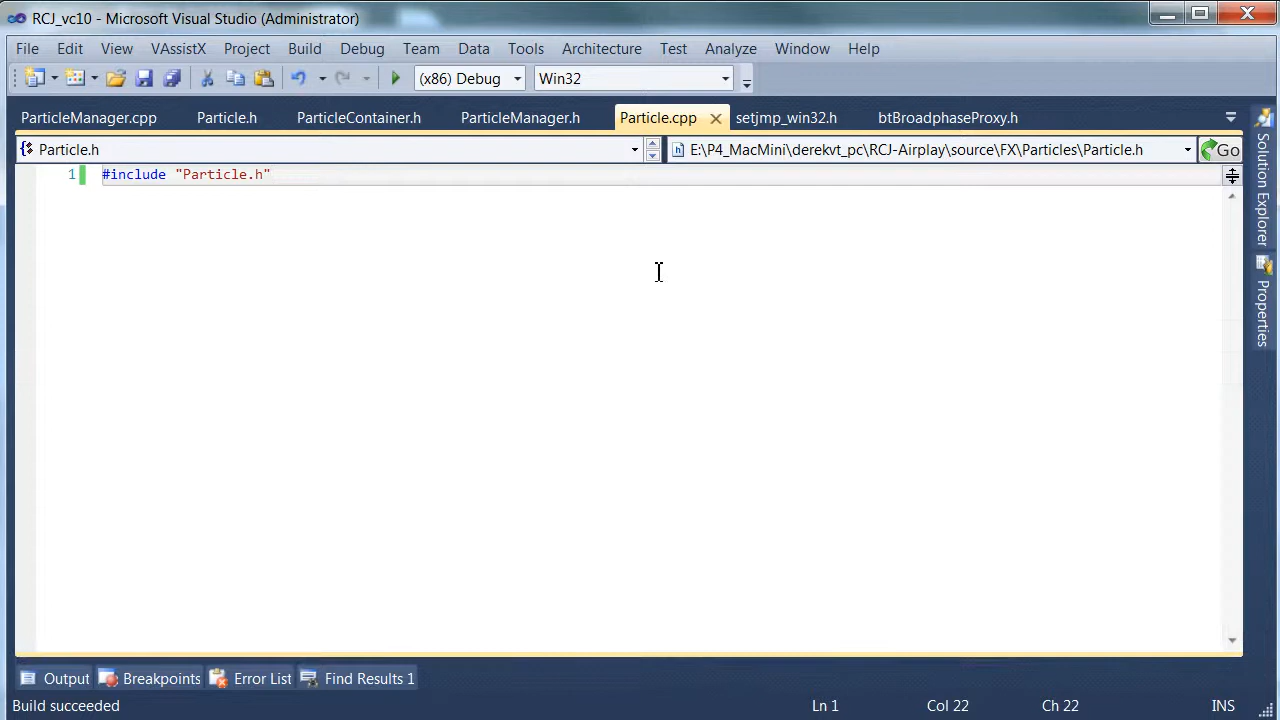 RCJ_vc10 - Microsoft Visual Studio (Administrator)
File Edit View VAssistX Project Build Debug Team Data Tools Architecture Test Analyze Window Help
(x86) Debug Win32
ParticleManager.cpp Particle.h ParticleContainer.h ParticleManager.h Particle.cpp setjmp_win32.h btBroadphaseProxy.h
Particle.h E:\P4_MacMini\derekvt_pc\RCJ-Airplay\source\FX\Particles\Particle.h Go
1 #include "Particle.h"
Solution Explorer
Properties
Output Breakpoints Error List Find Results 1
Build succeeded Ln 1 Col 22 Ch 22 INS